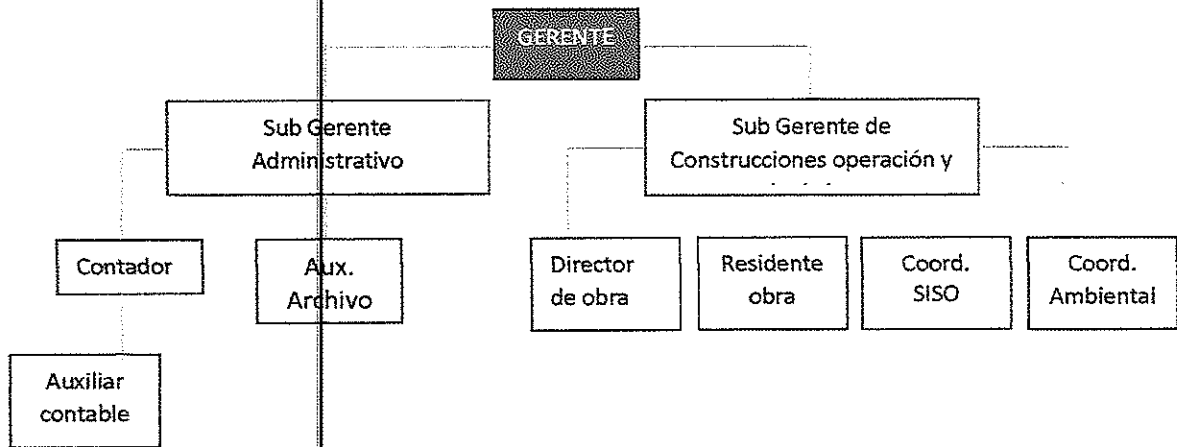 GERENTE
Sub Gerente
Administrativo
Sub Gerente de
Construcciones operación y
Contador
Aux.
Archivo
Director
de obra
Residente
obra
Coord.
SISO
Coord.
Ambiental
Auxiliar
contable